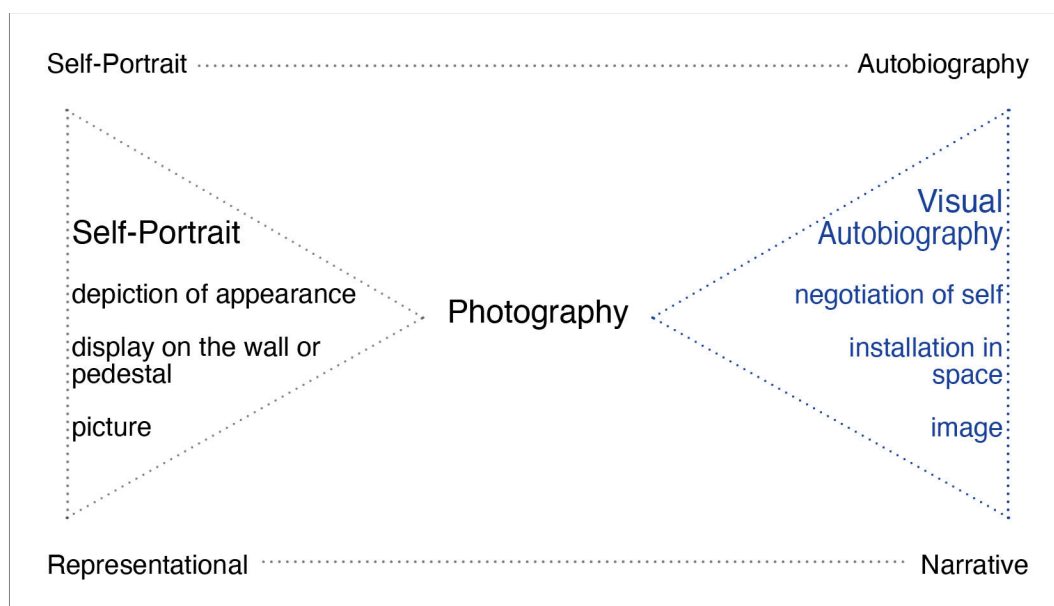 Self-Portrait
Autobiography
Self-Portrait
depiction of appearance
display on the wall or
pedestal
picture
Photography
Visual
Autobiography
negotiation of self
installation in
space
image
Representational
Narrative